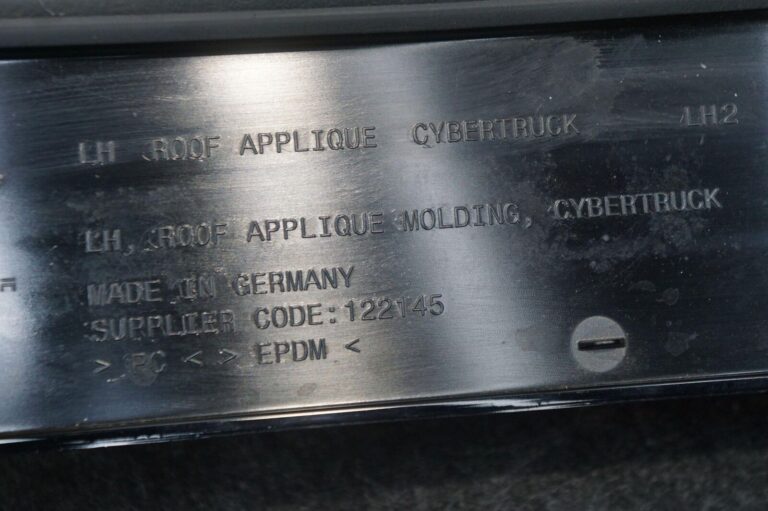 LH ROOF APPLIQUE CYBERTRUCK LH2
LH, ROOF APPLIQUE MOLDING, CYBERTRUCK
MADE IN GERMANY
SUPPLIER CODE:122145
> PC < > EPDM <